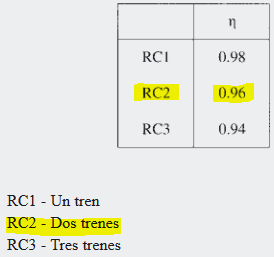 η
RC1 0.98
RC2 0.96
RC3 0.94
RC1 - Un tren
RC2 - Dos trenes
RC3 - Tres trenes